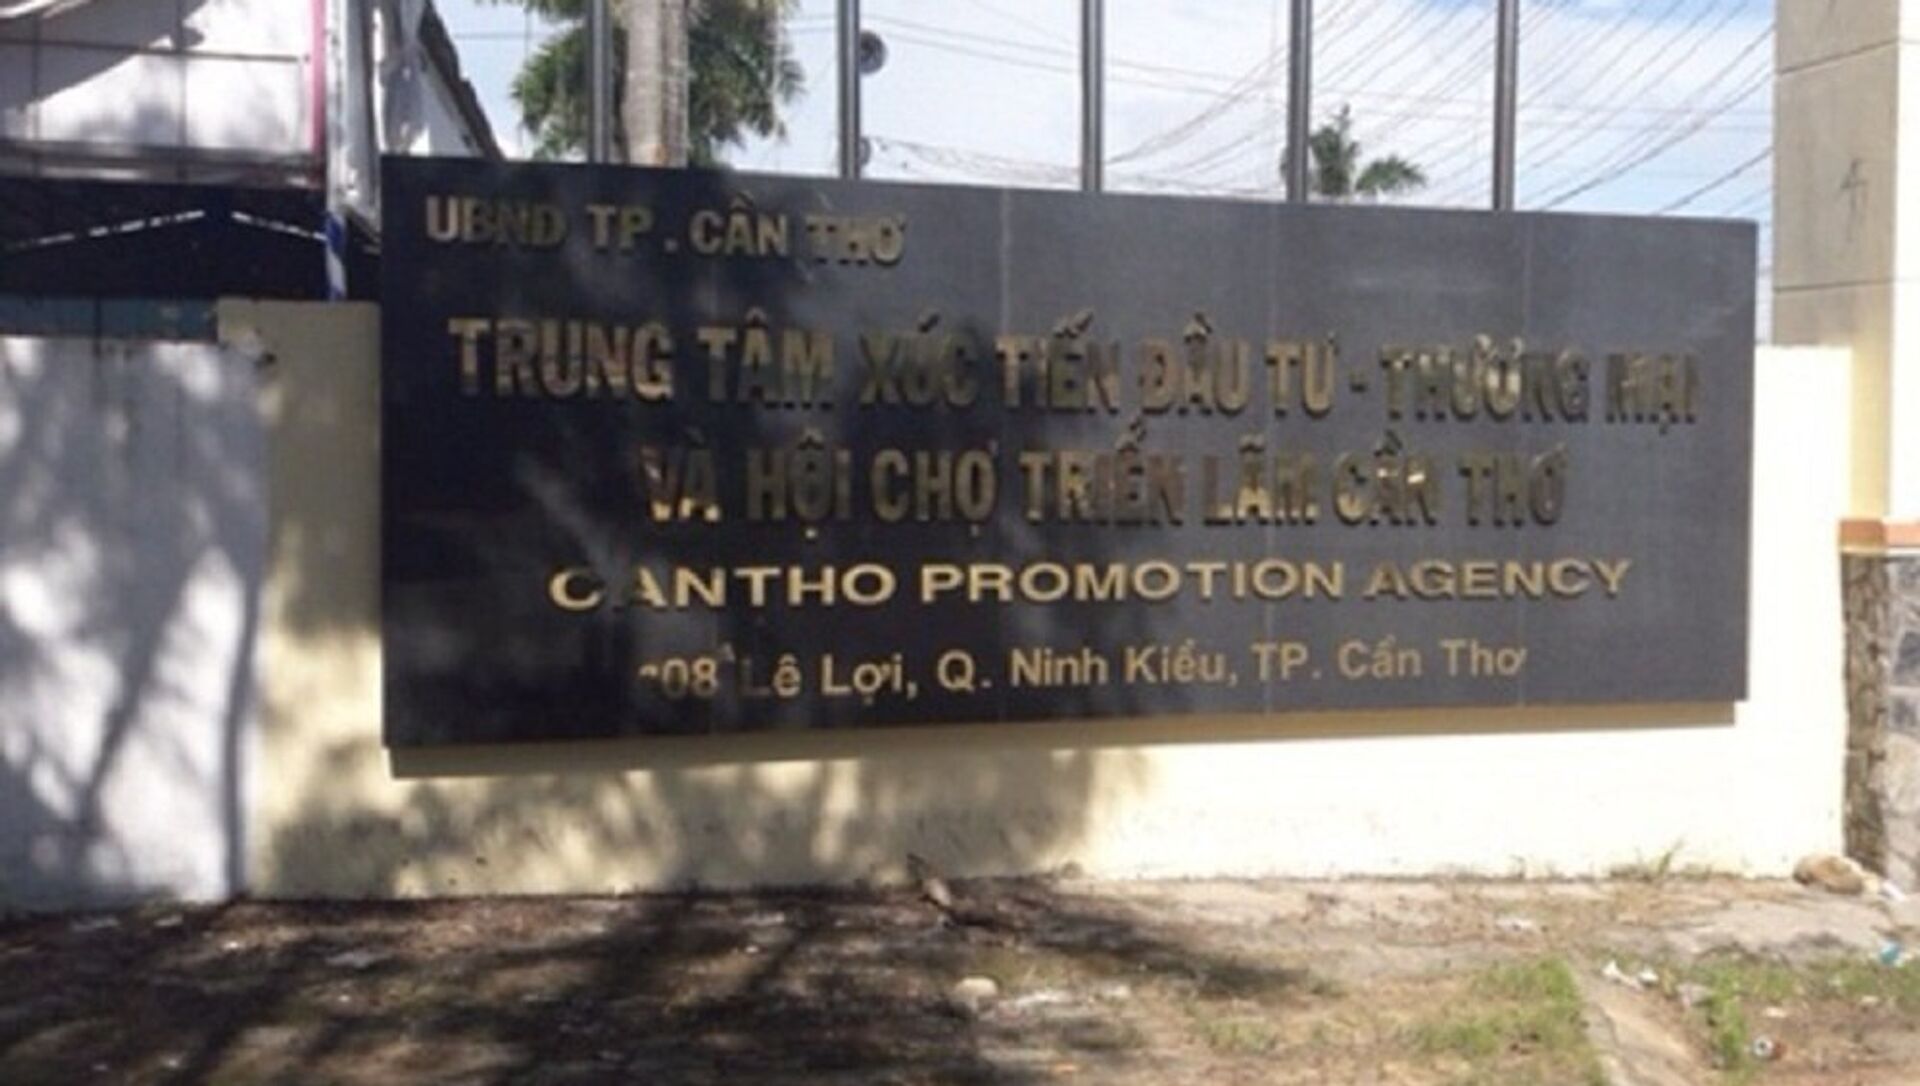 UBND TP. CẦN THƠ
TRUNG TÂM XÚC TIẾN ĐẦU TƯ - THƯƠNG MẠI
VÀ HỘI CHỢ TRIỂN LÃM CẦN THƠ
CANTHO PROMOTION AGENCY
Lê Lợi, Q. Ninh Kiều, TP. Cần Thơ